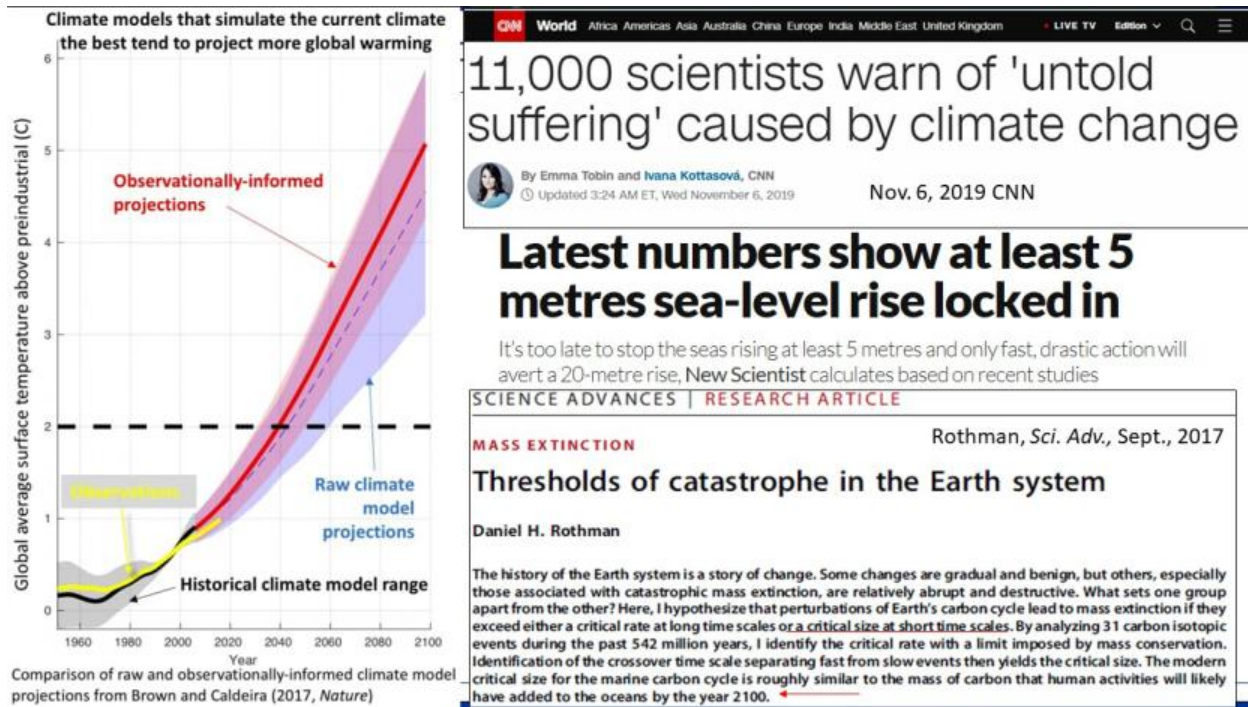 Climate models that simulate the current climate
the best tend to project more global warming
Global average surface temperature above preindustrial (C)
6
5
4
3
2
1
0
Observationally-informed
projections
Raw climate
model
projections
Observations
Historical climate model range
1960
1980
2000
2020
2040
2060
2080
2100
Year
Comparison of raw and observationally-informed climate model
projections from Brown and Caldeira (2017, Nature)
CNN World Africa Americas Asia Australia China Europe India Middle East United Kingdom LIVE TV Edition
11,000 scientists warn of 'untold
suffering' caused by climate change
By Emma Tobin and Ivana Kottasová, CNN
Updated 3:24 AM ET, Wed November 6, 2019
Nov. 6, 2019 CNN
Latest numbers show at least 5
metres sea-level rise locked in
It's too late to stop the seas rising at least 5 metres and only fast, drastic action will
avert a 20-metre rise, New Scientist calculates based on recent studies
SCIENCE ADVANCES | RESEARCH ARTICLE
MASS EXTINCTION
Rothman, Sci. Adv., Sept., 2017
Thresholds of catastrophe in the Earth system
Daniel H. Rothman
The history of the Earth system is a story of change. Some changes are gradual and benign, but others, especially
those associated with catastrophic mass extinction, are relatively abrupt and destructive. What sets one group
apart from the other? Here, I hypothesize that perturbations of Earth's carbon cycle lead to mass extinction if they
exceed either a critical rate at long time scales or a critical size at short time scales. By analyzing 31 carbon isotopic
events during the past 542 million years, I identify the critical rate with a limit imposed by mass conservation.
Identification of the crossover time scale separating fast from slow events then yields the critical size. The modern
critical size for the marine carbon cycle is roughly similar to the mass of carbon that human activities will likely
have added to the oceans by the year 2100.